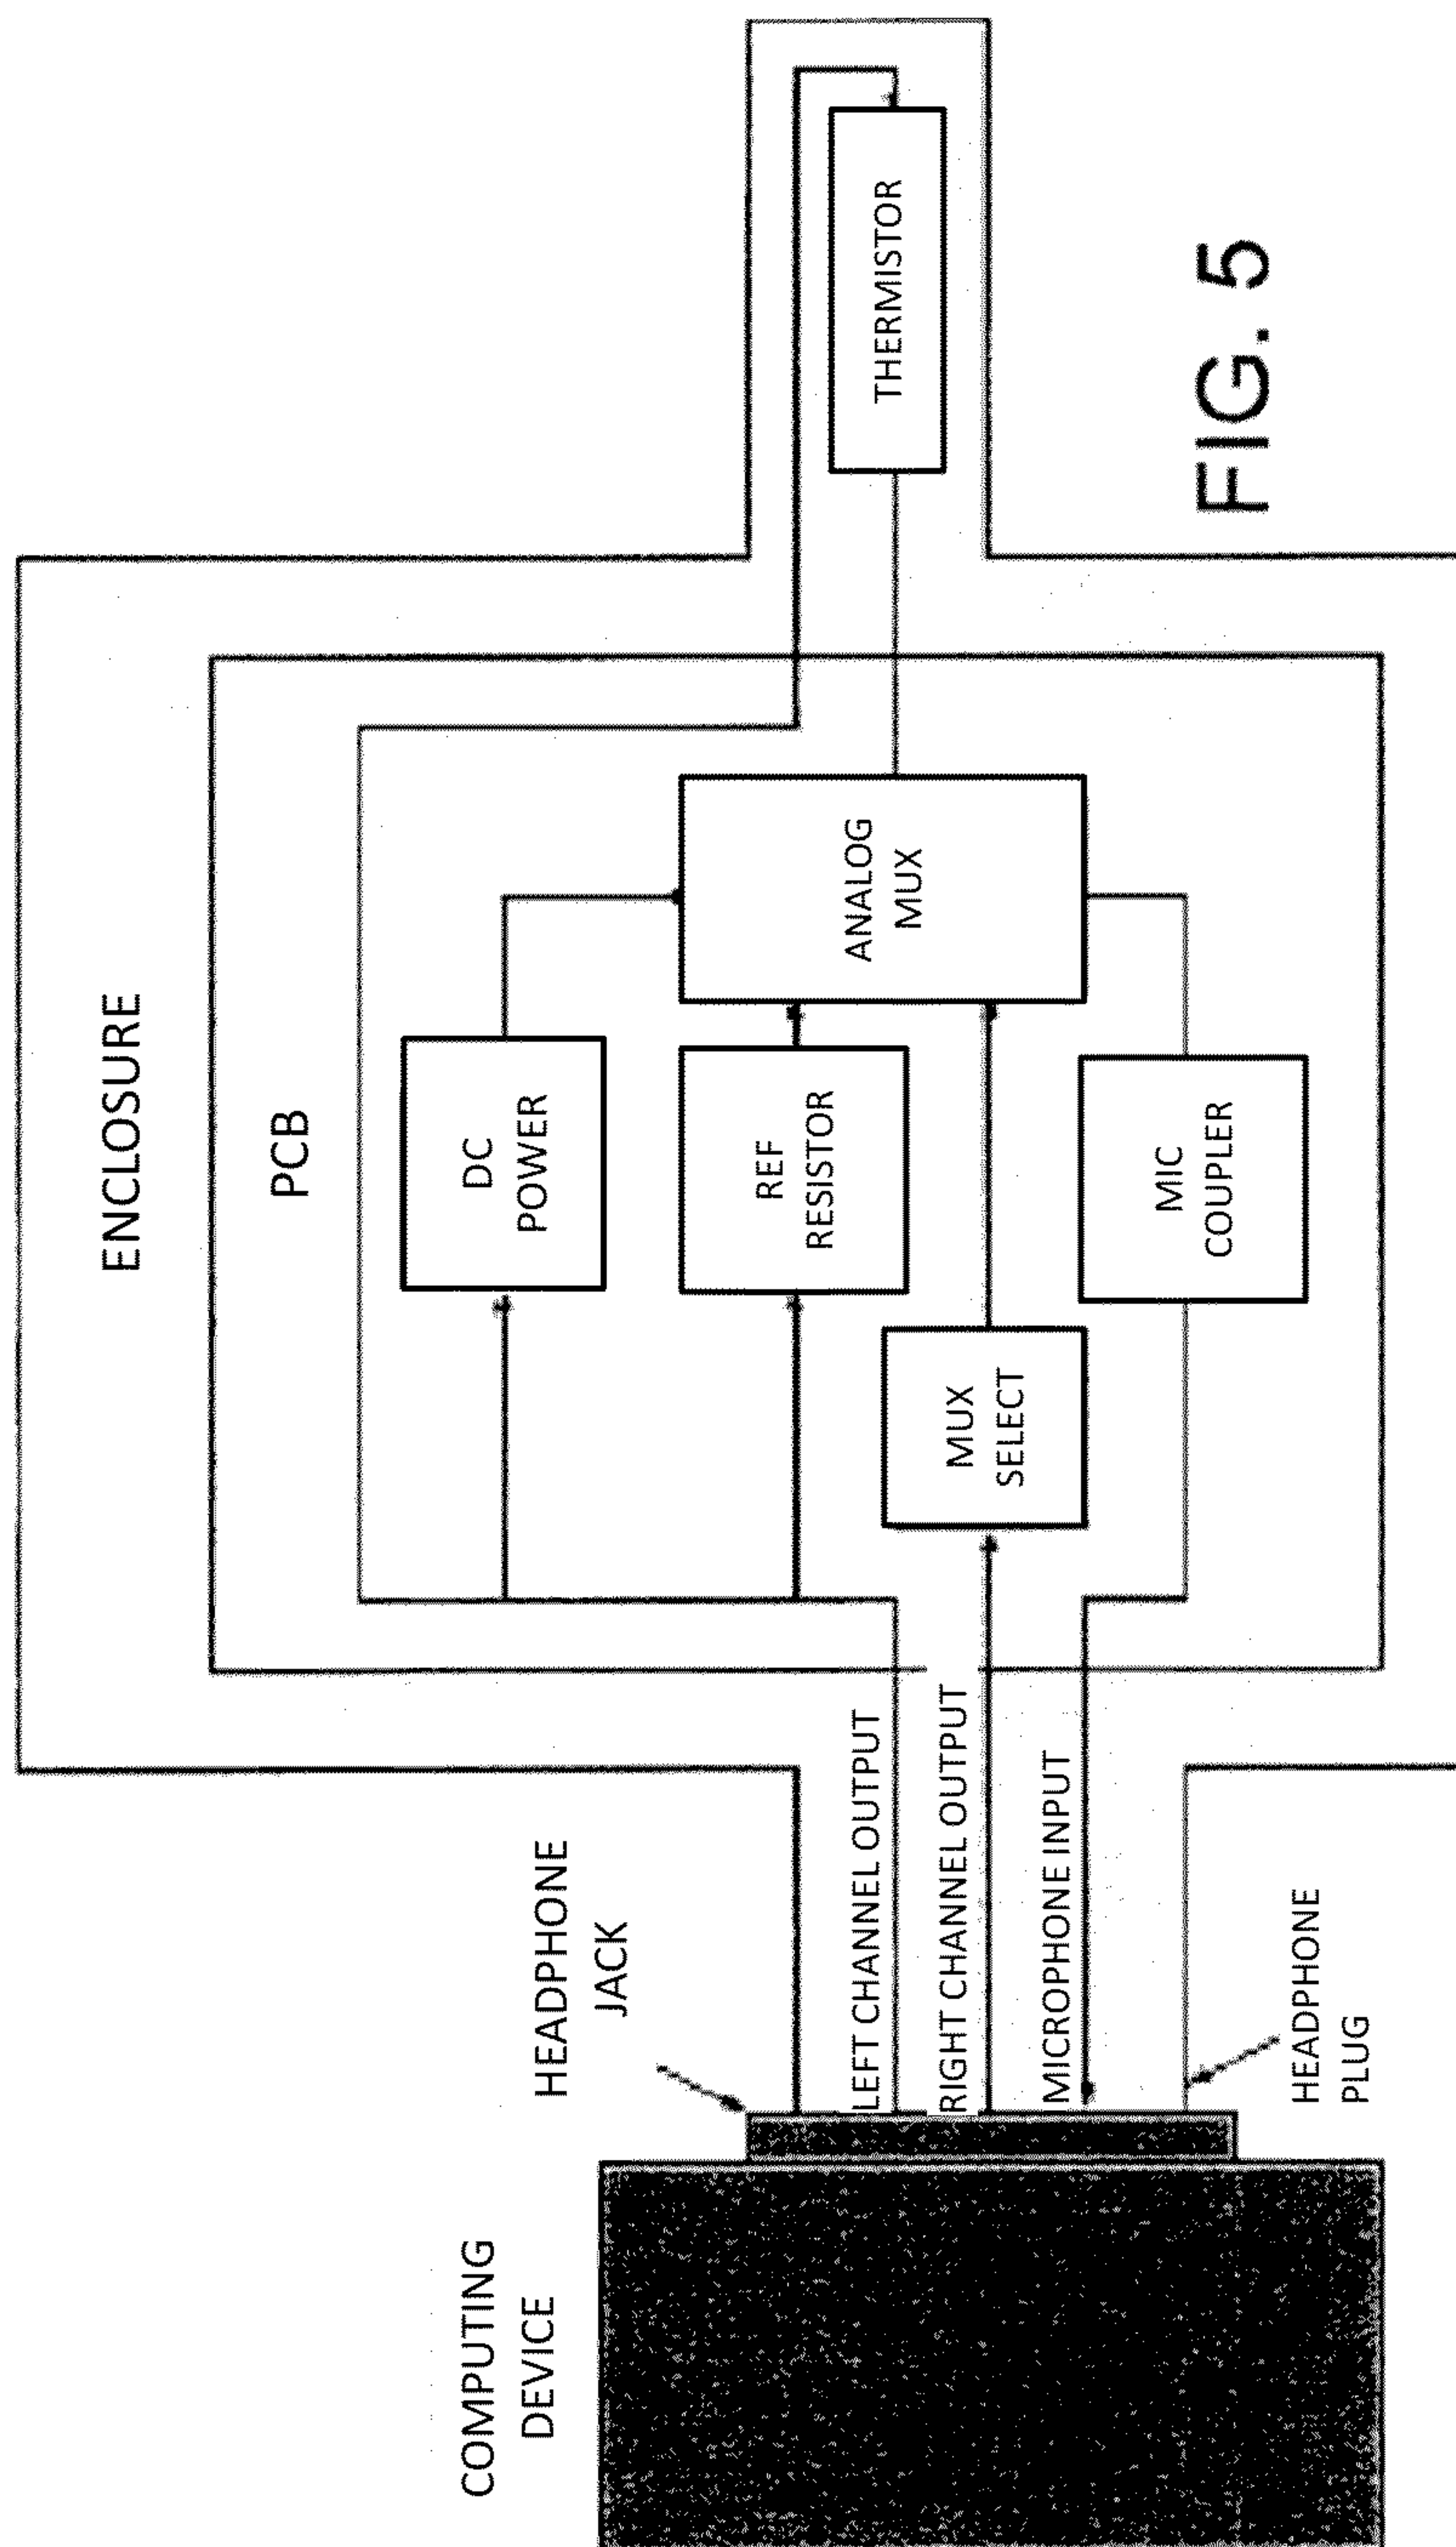 ENCLOSURE
PCB
COMPUTING
DEVICE
HEADPHONE
JACK
DC
POWER
REF
RESISTOR
ANALOG
MUX
THERMISTOR
LEFT CHANNEL OUTPUT
RIGHT CHANNEL OUTPUT
MUX
SELECT
MICROPHONE INPUT
MIC
COUPLER
HEADPHONE
PLUG
FIG. 5